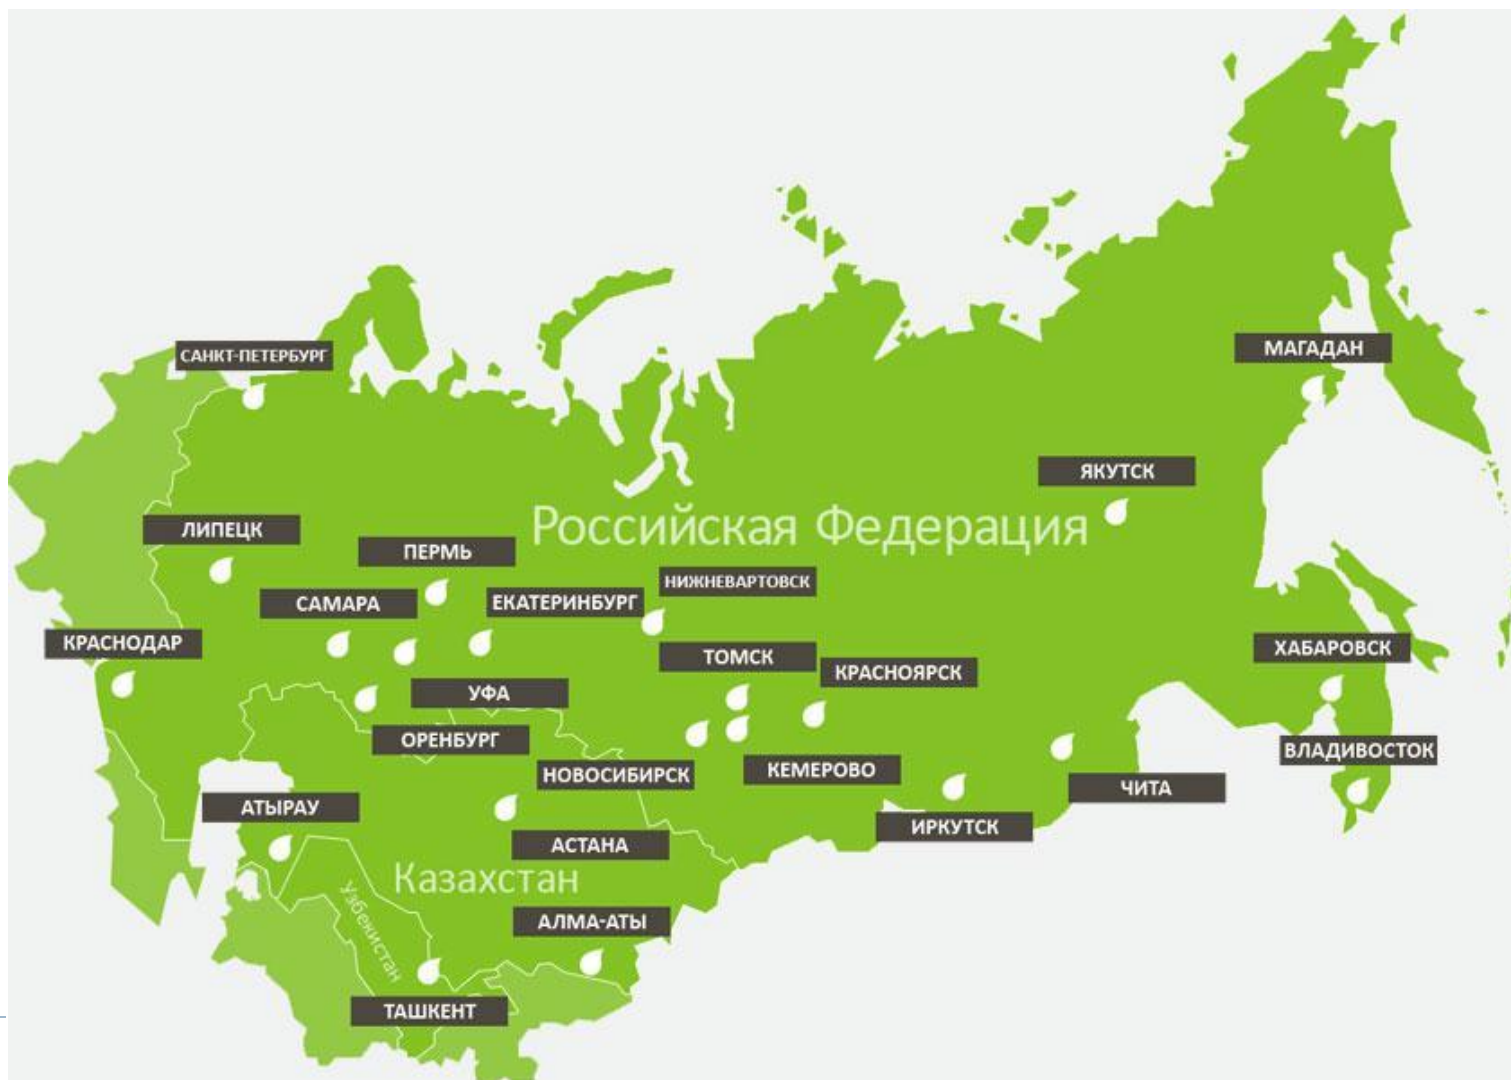 САНКТ-ПЕТЕРБУРГ
МАГАДАН
ЯКУТСК
Российская Федерация
ЛИПЕЦК
ПЕРМЬ
НИЖНЕВАРТОВСК
САМАРА
ЕКАТЕРИНБУРГ
КРАСНОДАР
ТОМСК
ХАБАРОВСК
КРАСНОЯРСК
УФА
ОРЕНБУРГ
ВЛАДИВОСТОК
НОВОСИБИРСК
КЕМЕРОВО
ЧИТА
АТЫРАУ
ИРКУТСК
АСТАНА
Казахстан
Узбекистан
АЛМА-АТЫ
ТАШКЕНТ